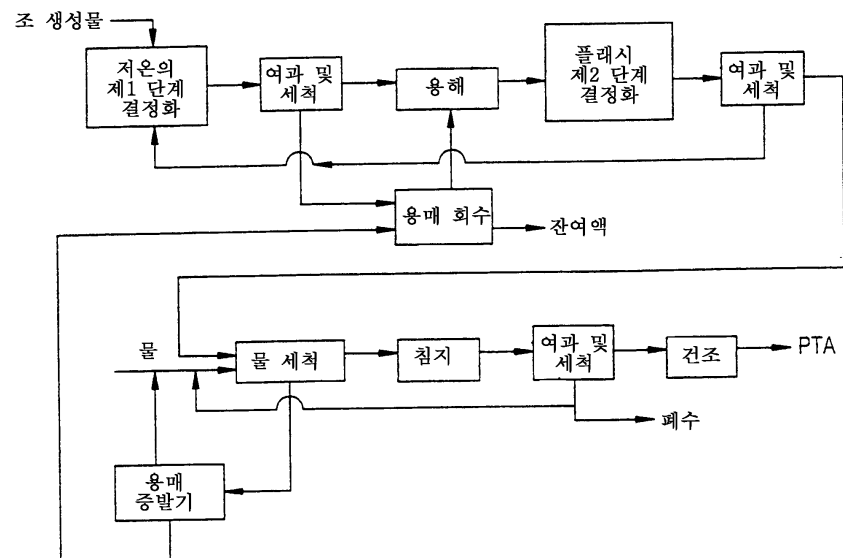 조 생성물
저온의
제1 단계
결정화
여과 및
세척
용해
플래시
제2 단계
결정화
여과 및
세척
용매 회수
잔여액
물
물 세척
침지
여과 및
세척
건조
PTA
폐수
용매
증발기